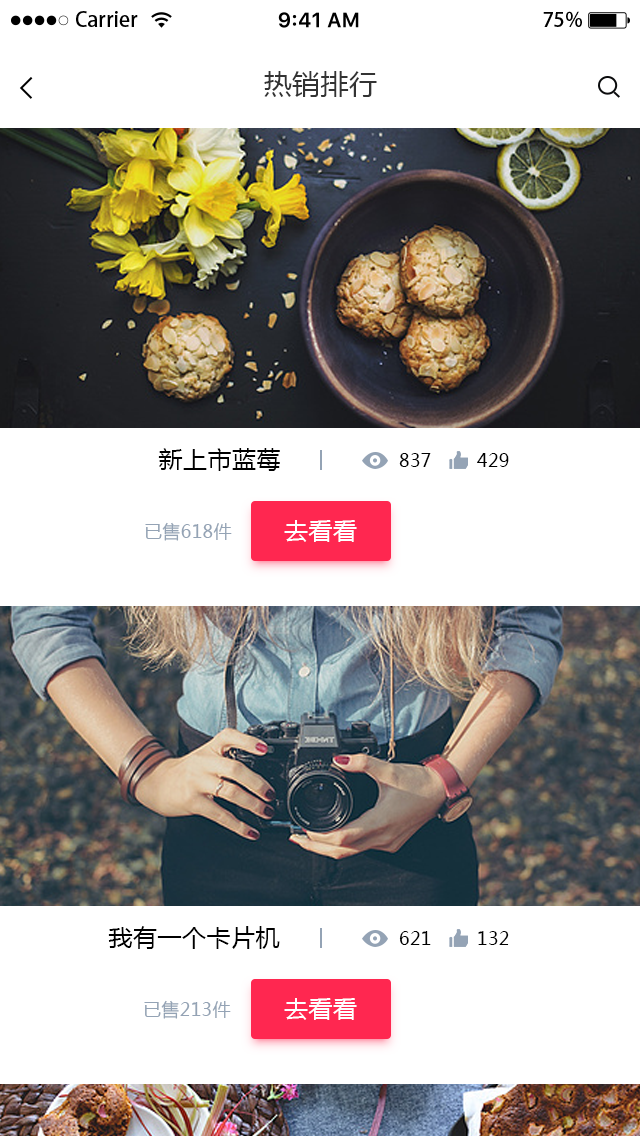 Carrier 9:41 AM 75%
热销排行
新上市蓝莓 837 429
已售618件 去看看
我有一个卡片机 621 132
已售213件 去看看